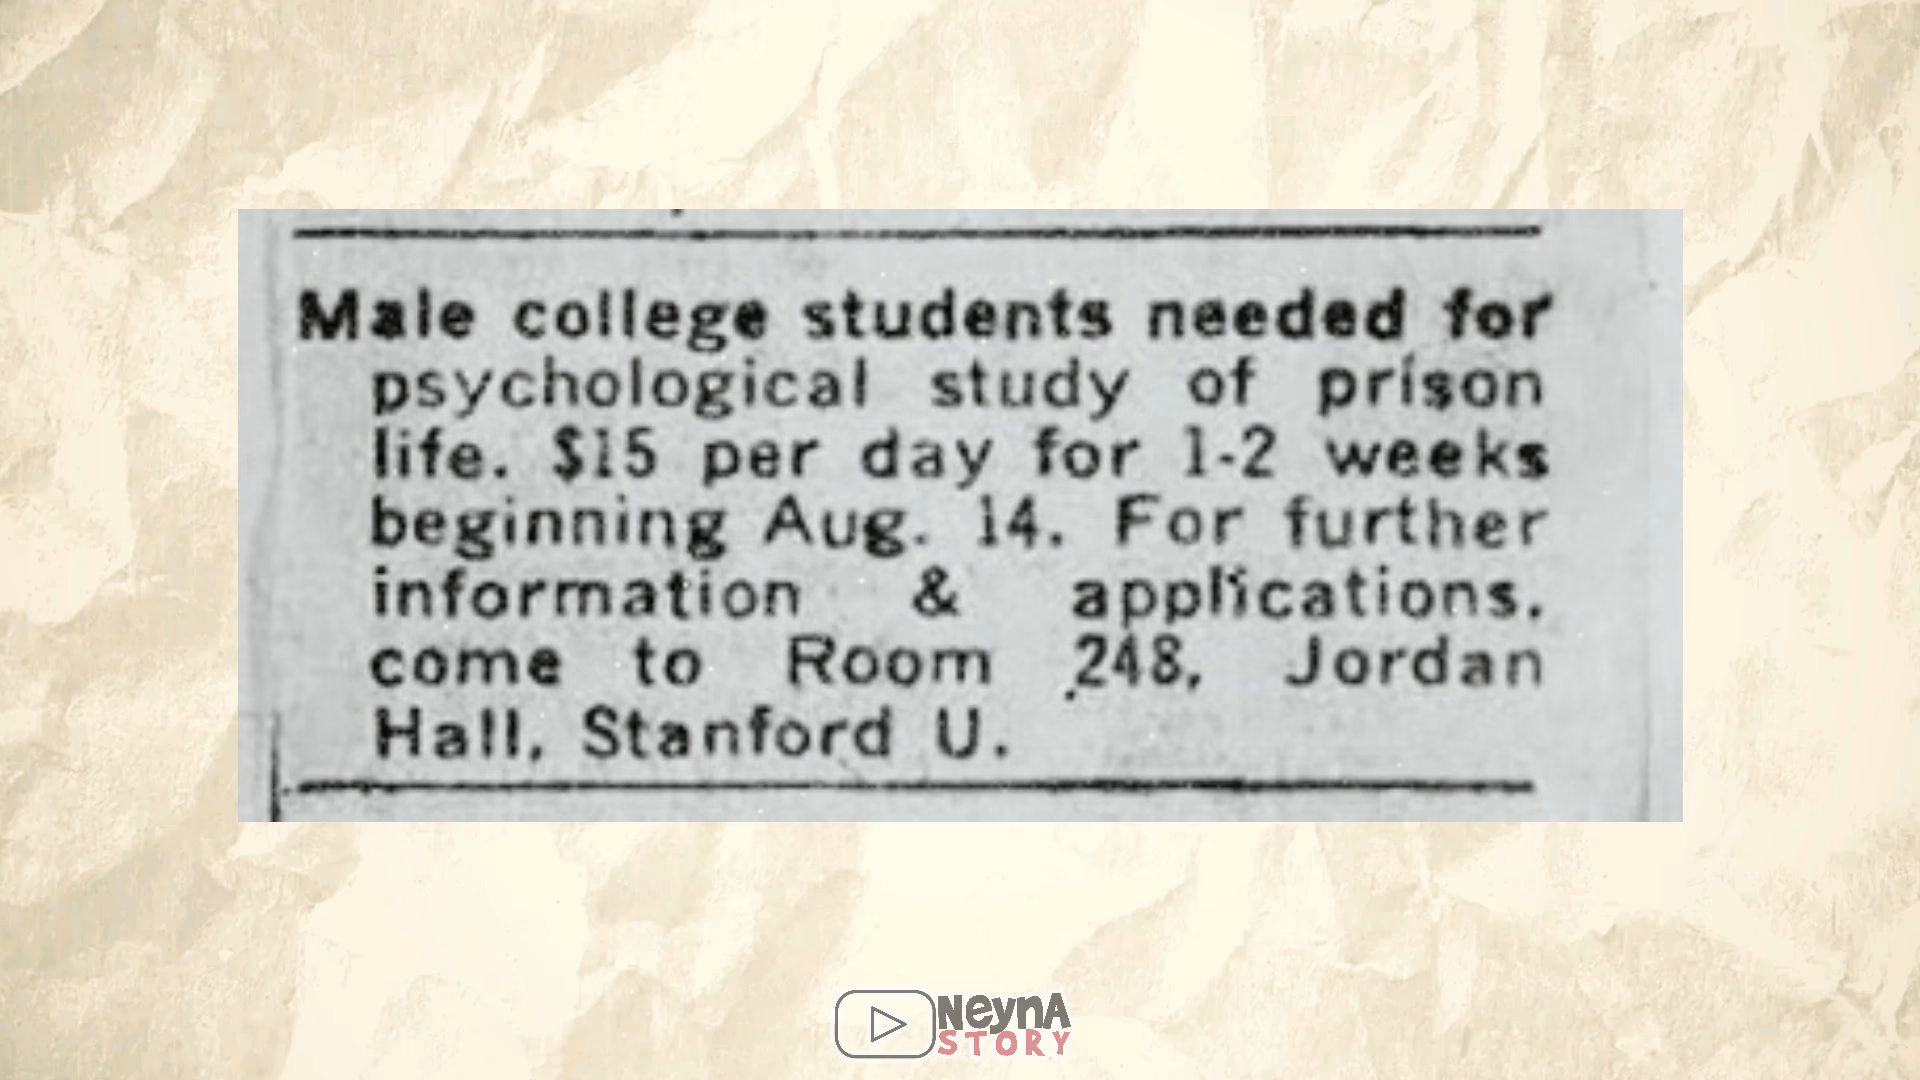 Male college students needed for
psychological study of prison
life. $15 per day for 1-2 weeks
beginning Aug. 14. For further
information & applications,
come to Room 248, Jordan
Hall, Stanford U.
NeynA
STORY